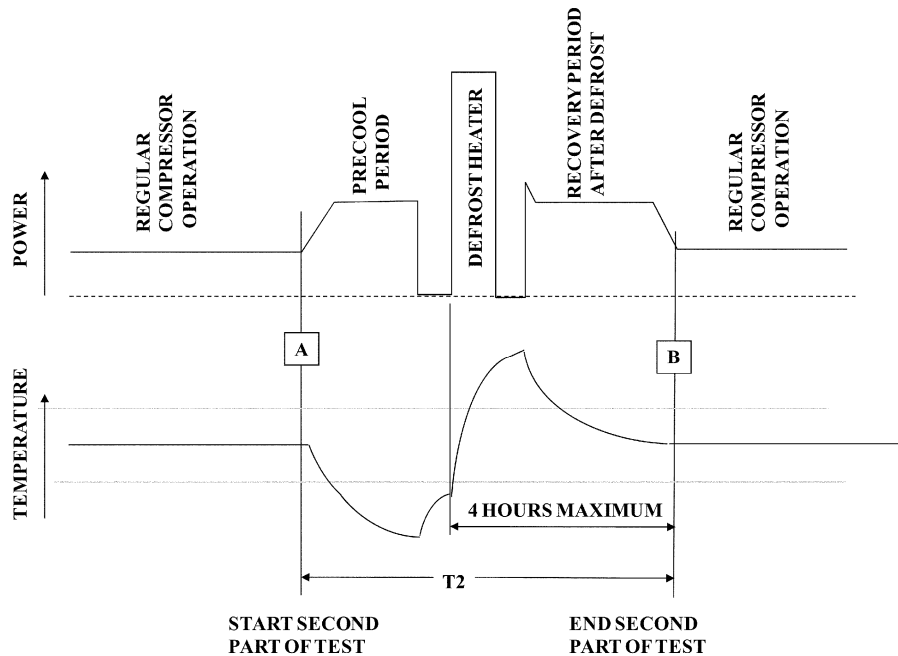 REGULAR
COMPRESSOR
OPERATION
PRECOOL
PERIOD
DEFROST HEATER
RECOVERY PERIOD
AFTER DEFROST
REGULAR
COMPRESSOR
OPERATION
POWER
A
B
TEMPERATURE
4 HOURS MAXIMUM
T2
START SECOND
PART OF TEST
END SECOND
PART OF TEST